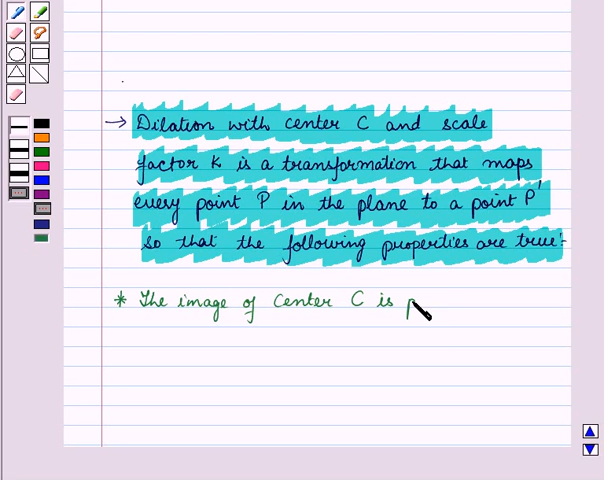 → Dilation with center C and scale
factor k is a transformation that maps
every point P in the plane to a point P'
so that the following properties are true:-
* The image of center C is